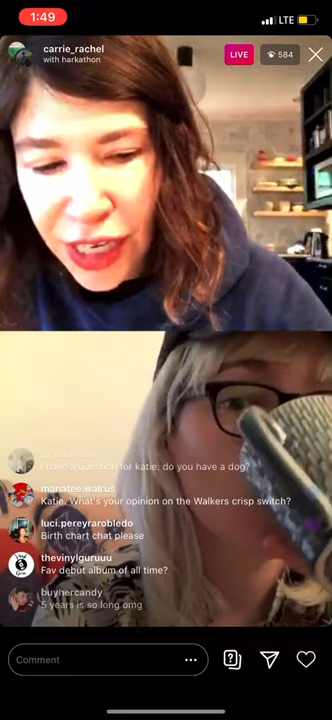 1:49
LTE
carrie_rachel
with harkathon
LIVE
584
I have a question for katie: do you have a dog?
manatee.walrus
Katie. What's your opinion on the Walkers crisp switch?
luci.pereyrarobledo
Birth chart chat please
thevinylguruuu
Fav debut album of all time?
buyhercandy
5 years is so long omg
Comment